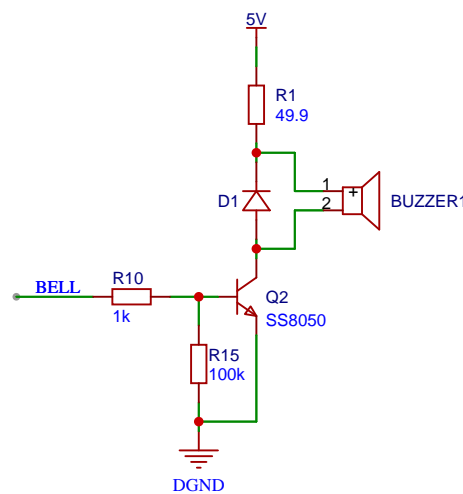 5V
R1
49.9
1
+
2
D1
BUZZER1
BELL
R10
1k
Q2
SS8050
R15
100k
DGND